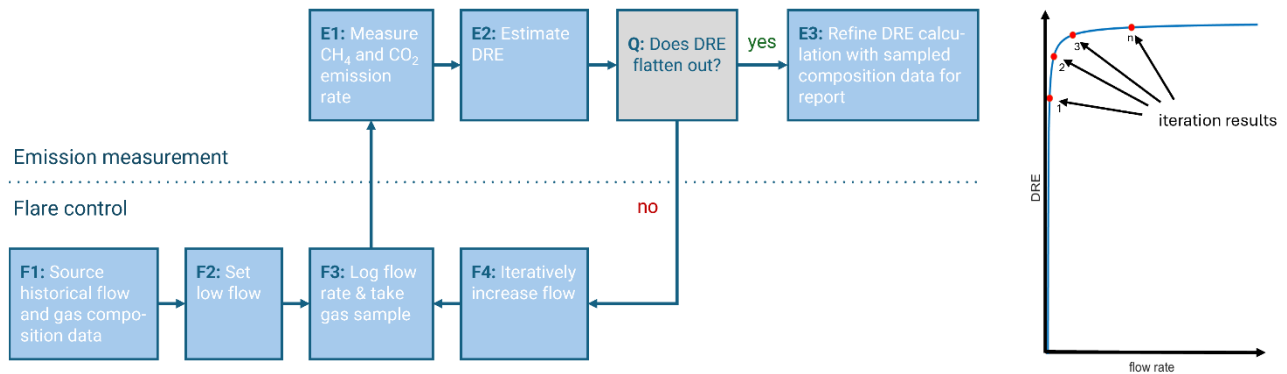 E1: Measure
CH4 and CO2
emission
rate
E2: Estimate
DRE
Q: Does DRE
flatten out?
yes
E3: Refine DRE calcu-
lation with sampled
composition data for
report
Emission measurement
Flare control
no
F1: Source
historical flow
and gas compo-
sition data
F2: Set
low flow
F3: Log flow
rate & take
gas sample
F4: Iteratively
increase flow
DRE
1
2
3
n
iteration results
flow rate